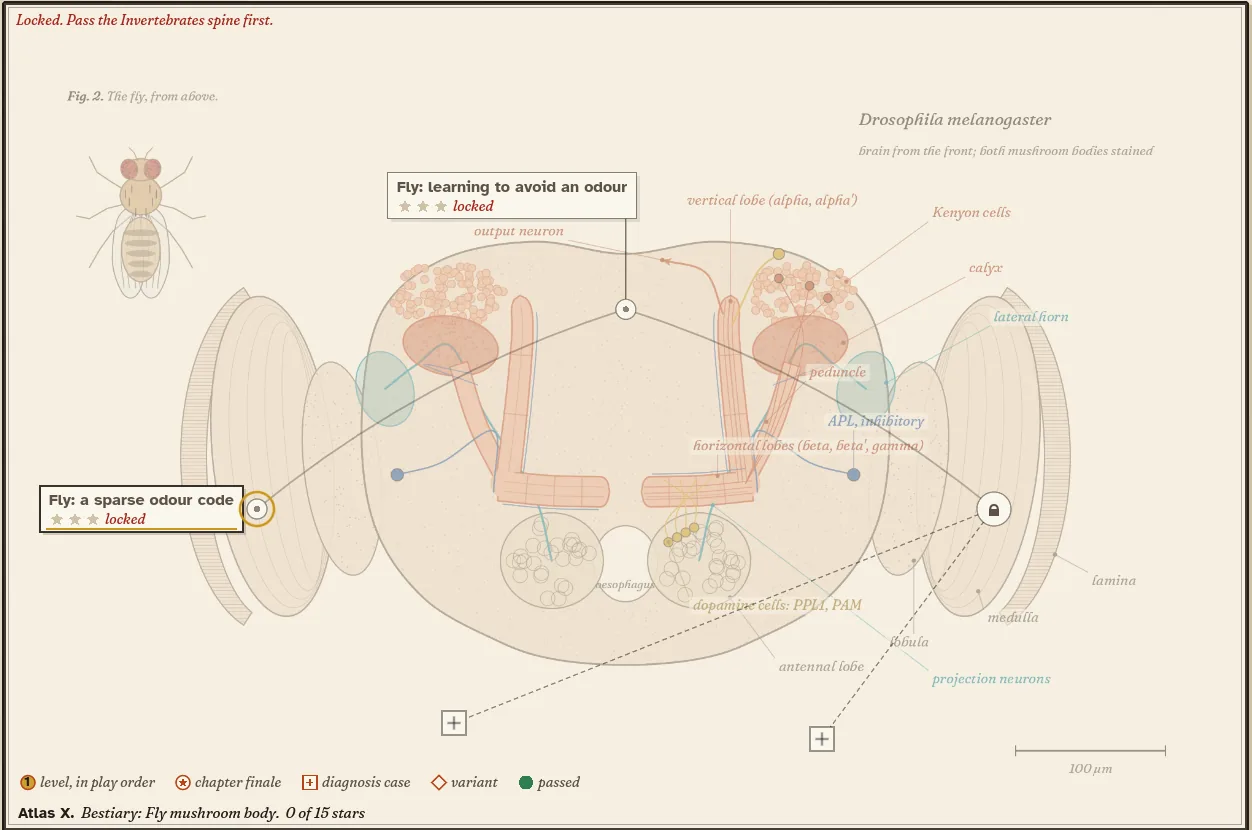 Locked. Pass the Invertebrates spine first.
Fig. 2. The fly, from above.
Drosophila melanogaster
brain from the front; both mushroom bodies stained
Fly: learning to avoid an odour
locked
vertical lobe (alpha, alpha')
Kenyon cells
output neuron
calyx
lateral horn
peduncle
APL, inhibitory
horizontal lobes (beta, beta', gamma)
Fly: a sparse odour code
locked
oesophagus
lamina
dopamine cells: PPL1, PAM
medulla
lobula
antennal lobe
projection neurons
100 µm
1 level, in play order
chapter finale
diagnosis case
variant
passed
Atlas X. Bestiary: Fly mushroom body. 0 of 15 stars